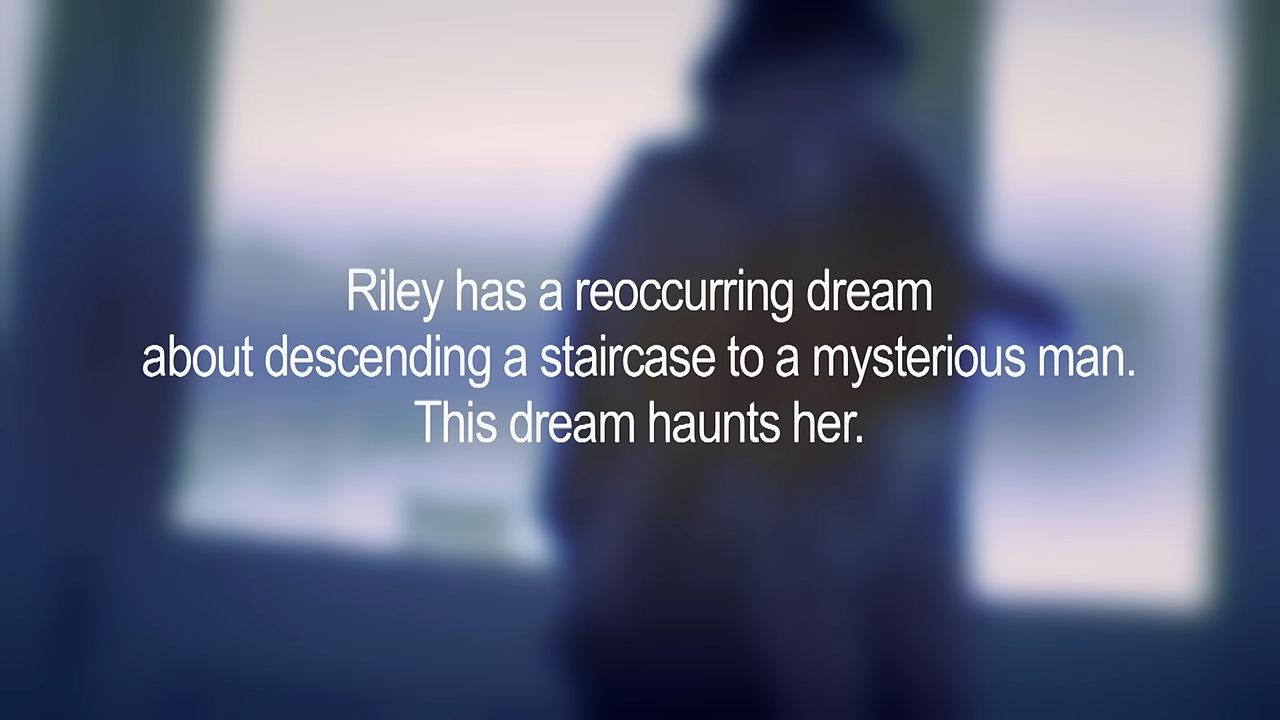 Riley has a reoccurring dream
about descending a staircase to a mysterious man.
This dream haunts her.